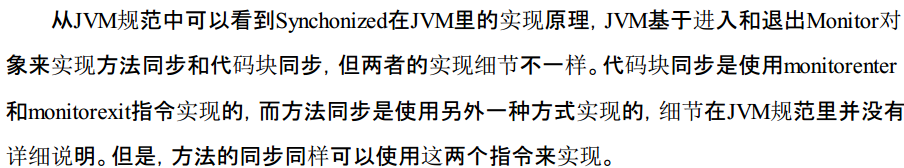 从JVM规范中可以看到Synchonized在JVM里的实现原理，JVM基于进入和退出Monitor对
象来实现方法同步和代码块同步，但两者的实现细节不一样。代码块同步是使用monitorenter
和monitorexit指令实现的，而方法同步是使用另外一种方式实现的，细节在JVM规范里并没有
详细说明。但是，方法的同步同样可以使用这两个指令来实现。